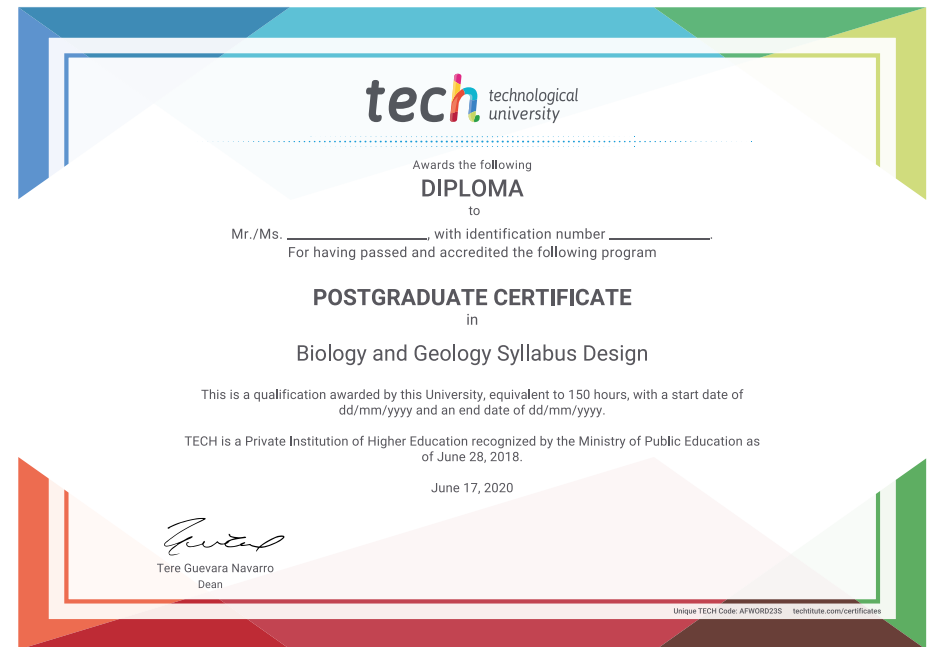 tech technological
university
Awards the following
DIPLOMA
to
Mr./Ms. _________________, with identification number ____________.
For having passed and accredited the following program
POSTGRADUATE CERTIFICATE
in
Biology and Geology Syllabus Design
This is a qualification awarded by this University, equivalent to 150 hours, with a start date of
dd/mm/yyyy and an end date of dd/mm/yyyy.
TECH is a Private Institution of Higher Education recognized by the Ministry of Public Education as
of June 28, 2018.
June 17, 2020
Tere Guevara Navarro
Dean
Unique TECH Code: AFWORD23S techtitute.com/certificates